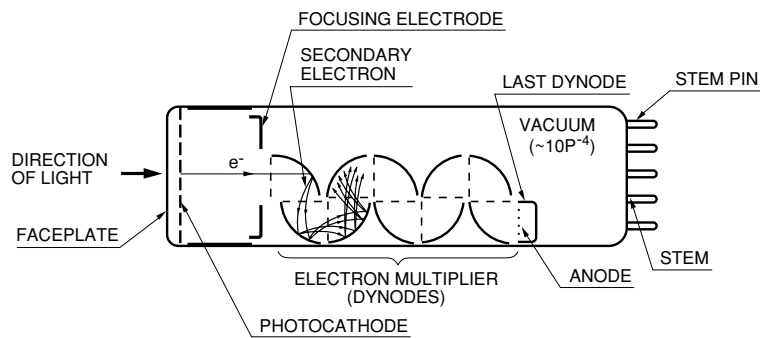 FOCUSING ELECTRODE
SECONDARY
ELECTRON
LAST DYNODE
STEM PIN
VACUUM
(~10P⁻⁴)
DIRECTION
OF LIGHT
e⁻
FACEPLATE
STEM
ELECTRON MULTIPLIER
(DYNODES)
ANODE
PHOTOCATHODE